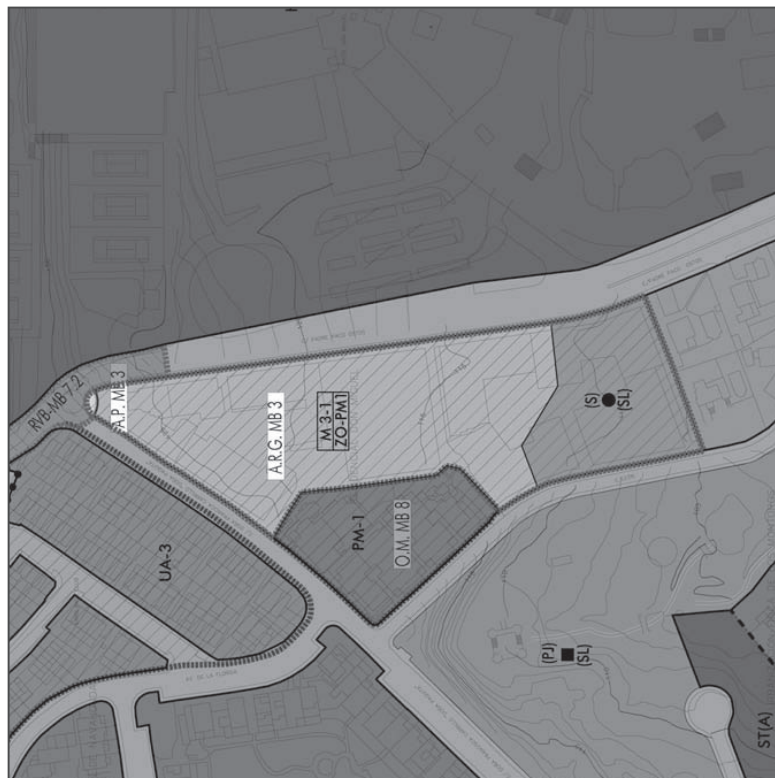 RVB-MB 7.2
A.P. MB 3
A.R.G. MB 3
M-3-1
ZO-PM1
UA-3
PM-1
O.M. MB 8
(S)
(SL)
(PJ)
(SL)
ST(A)